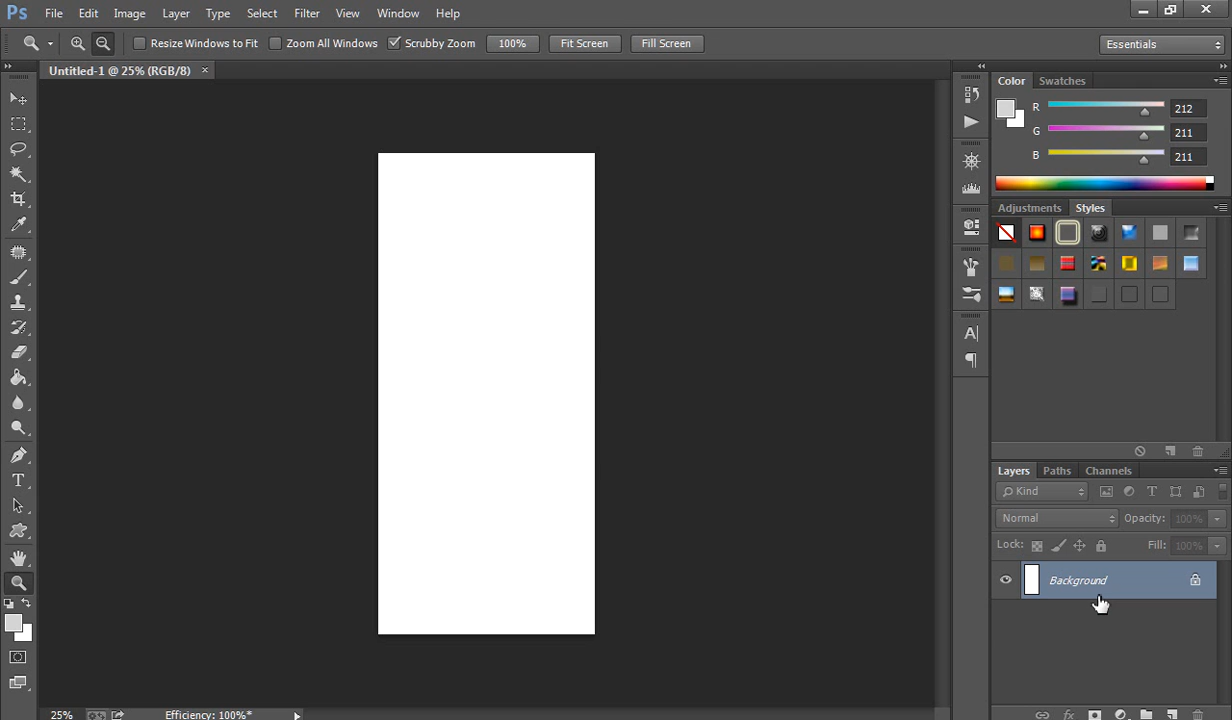 Ps File Edit Image Layer Type Select Filter View Window Help
Resize Windows to Fit Zoom All Windows Scrubby Zoom 100% Fit Screen Fill Screen Essentials
Untitled-1 @ 25% (RGB/8) ×
Color Swatches
R 212
G 211
B 211
Adjustments Styles
A
T
Layers Paths Channels
Kind T
Normal Opacity: 100%
Lock: Fill: 100%
Background
fx
25% Efficiency: 100%*